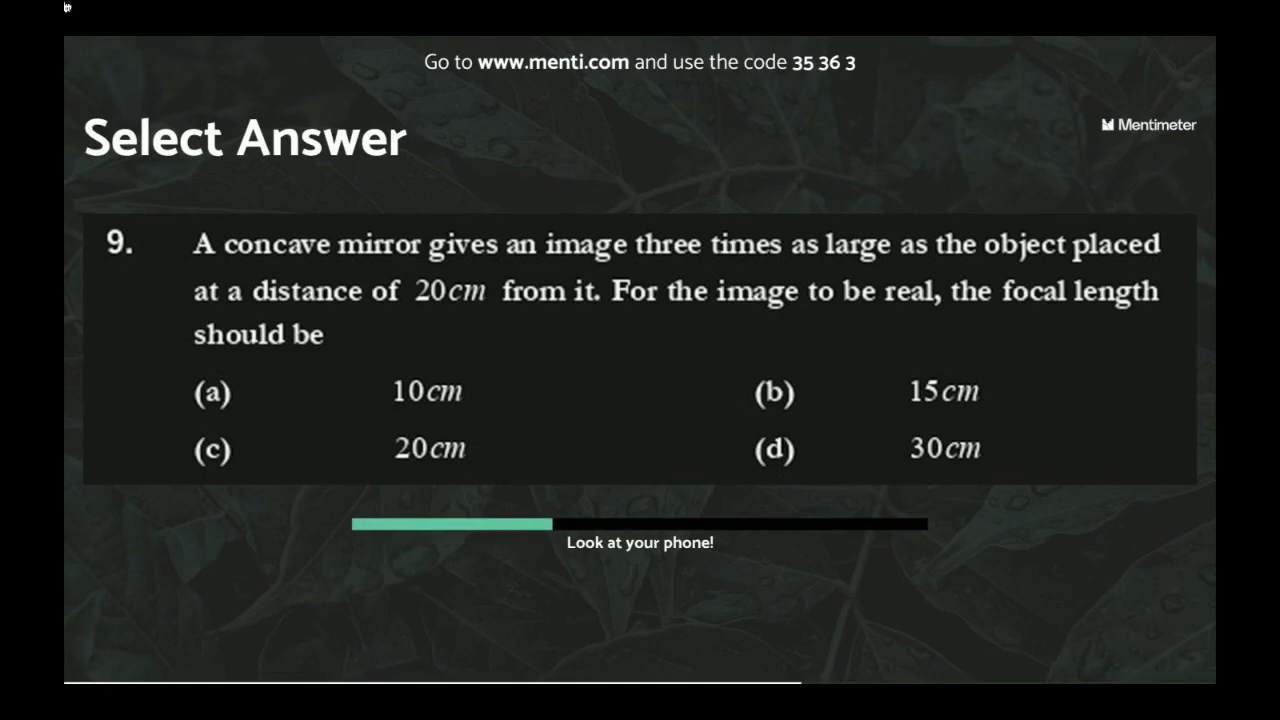 Go to www.menti.com and use the code 35 36 3
Select Answer
Mentimeter
9. A concave mirror gives an image three times as large as the object placed
at a distance of 20cm from it. For the image to be real, the focal length
should be
(a) 10cm (b) 15cm
(c) 20cm (d) 30cm
Look at your phone!